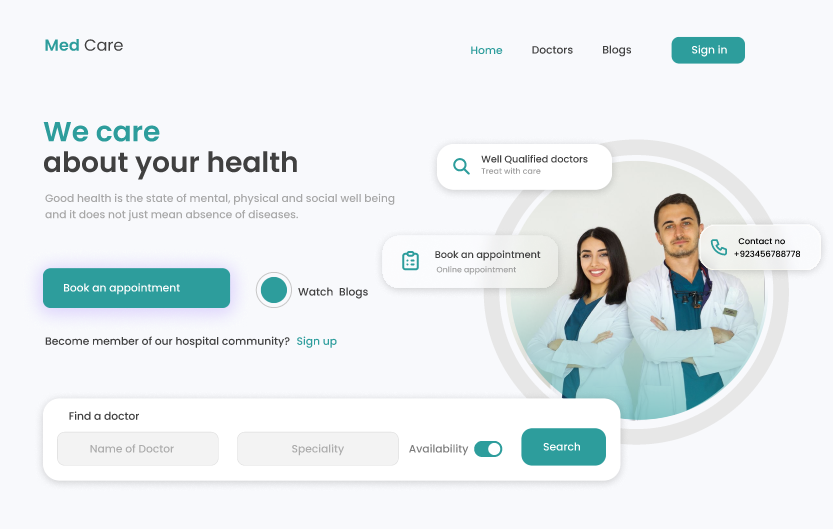 Med Care
Home
Doctors
Blogs
Sign in
We care
about your health
Good health is the state of mental, physical and social well being
and it does not just mean absence of diseases.
Well Qualified doctors
Treat with care
Book an appointment
Online appointment
Contact no
+923456788778
Book an appointment
Watch Blogs
Become member of our hospital community? Sign up
Find a doctor
Name of Doctor
Speciality
Availability
Search